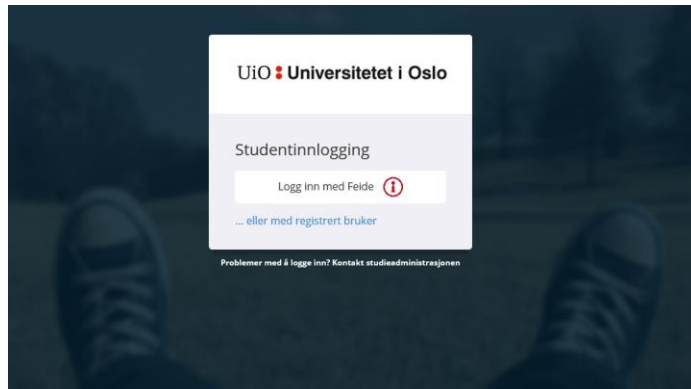 UiO : Universitetet i Oslo
Studentinnlogging
Logg inn med Feide
... eller med registrert bruker
Problemer med å logge inn? Kontakt studieadministrasjonen